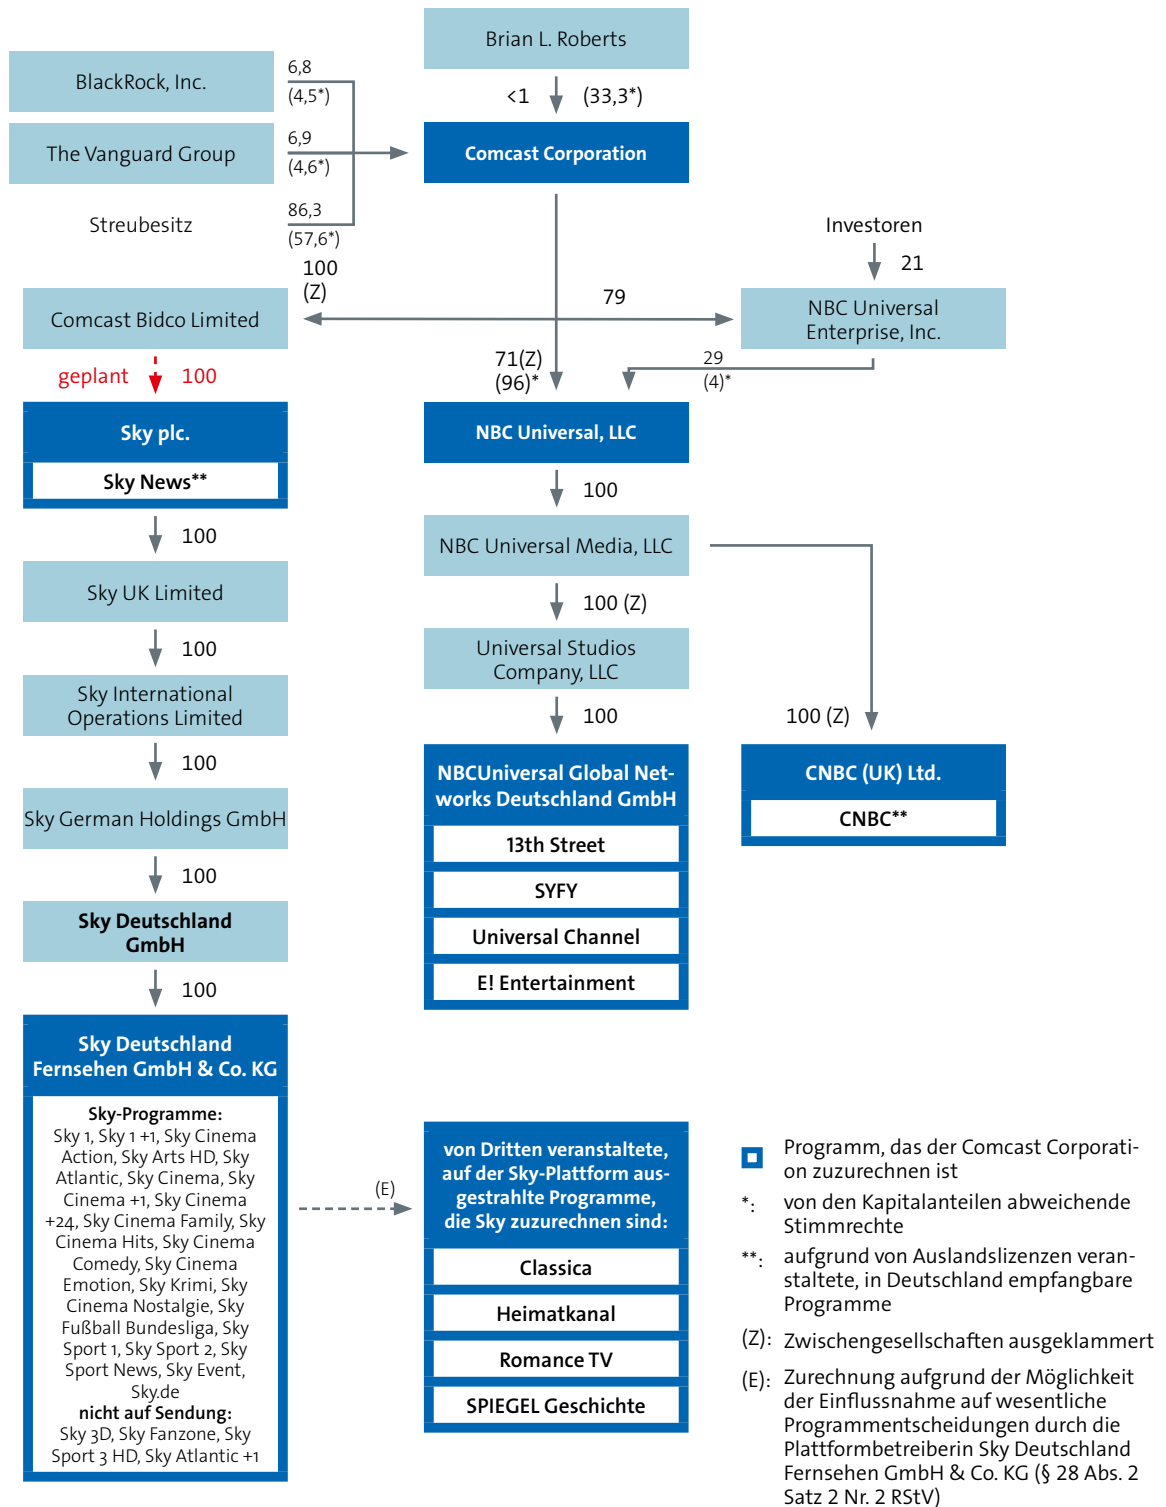 Brian L. Roberts
<1 (33,3*)
BlackRock, Inc.
6,8
(4,5*)
The Vanguard Group
6,9
(4,6*)
Streubesitz
86,3
(57,6*)
Comcast Corporation
Investoren
21
100
(Z)
79
Comcast Bidco Limited
NBC Universal
Enterprise, Inc.
geplant 100
71(Z)
(96)*
29
(4)*
Sky plc.
Sky News**
100
Sky UK Limited
100
Sky International
Operations Limited
100
Sky German Holdings GmbH
100
Sky Deutschland
GmbH
100
Sky Deutschland
Fernsehen GmbH & Co. KG
Sky-Programme:
Sky 1, Sky 1 +1, Sky Cinema
Action, Sky Arts HD, Sky
Atlantic, Sky Cinema, Sky
Cinema +1, Sky Cinema
+24, Sky Cinema Family, Sky
Cinema Hits, Sky Cinema
Comedy, Sky Cinema
Emotion, Sky Krimi, Sky
Cinema Nostalgie, Sky
Fußball Bundesliga, Sky
Sport 1, Sky Sport 2, Sky
Sport News, Sky Event,
Sky.de
nicht auf Sendung:
Sky 3D, Sky Fanzone, Sky
Sport 3 HD, Sky Atlantic +1
NBC Universal, LLC
100
NBC Universal Media, LLC
100 (Z)
Universal Studios
Company, LLC
100
NBCUniversal Global Net-
works Deutschland GmbH
13th Street
SYFY
Universal Channel
E! Entertainment
100 (Z)
CNBC (UK) Ltd.
CNBC**
(E)
von Dritten veranstaltete,
auf der Sky-Plattform aus-
gestrahlte Programme,
die Sky zuzurechnen sind:
Classica
Heimatkanal
Romance TV
SPIEGEL Geschichte
Programm, das der Comcast Corporati-
on zuzurechnen ist
*: von den Kapitalanteilen abweichende
Stimmrechte
**: aufgrund von Auslandslizenzen veran-
staltete, in Deutschland empfangbare
Programme
(Z): Zwischengesellschaften ausgeklammert
(E): Zurechnung aufgrund der Möglichkeit
der Einflussnahme auf wesentliche
Programmentscheidungen durch die
Plattformbetreiberin Sky Deutschland
Fernsehen GmbH & Co. KG (§ 28 Abs. 2
Satz 2 Nr. 2 RStV)